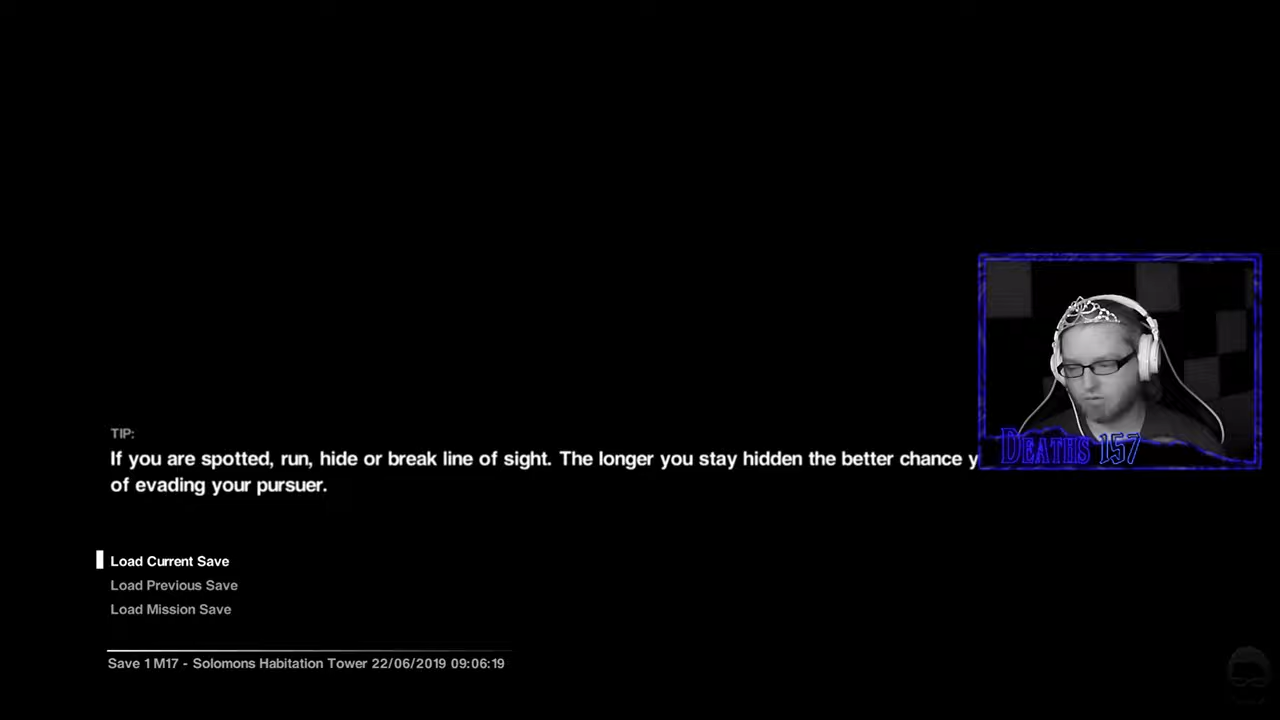 TIP:
If you are spotted, run, hide or break line of sight. The longer you stay hidden the better chance y
of evading your pursuer.
Deaths 157
Load Current Save
Load Previous Save
Load Mission Save
Save 1 M17 - Solomons Habitation Tower 22/06/2019 09:06:19